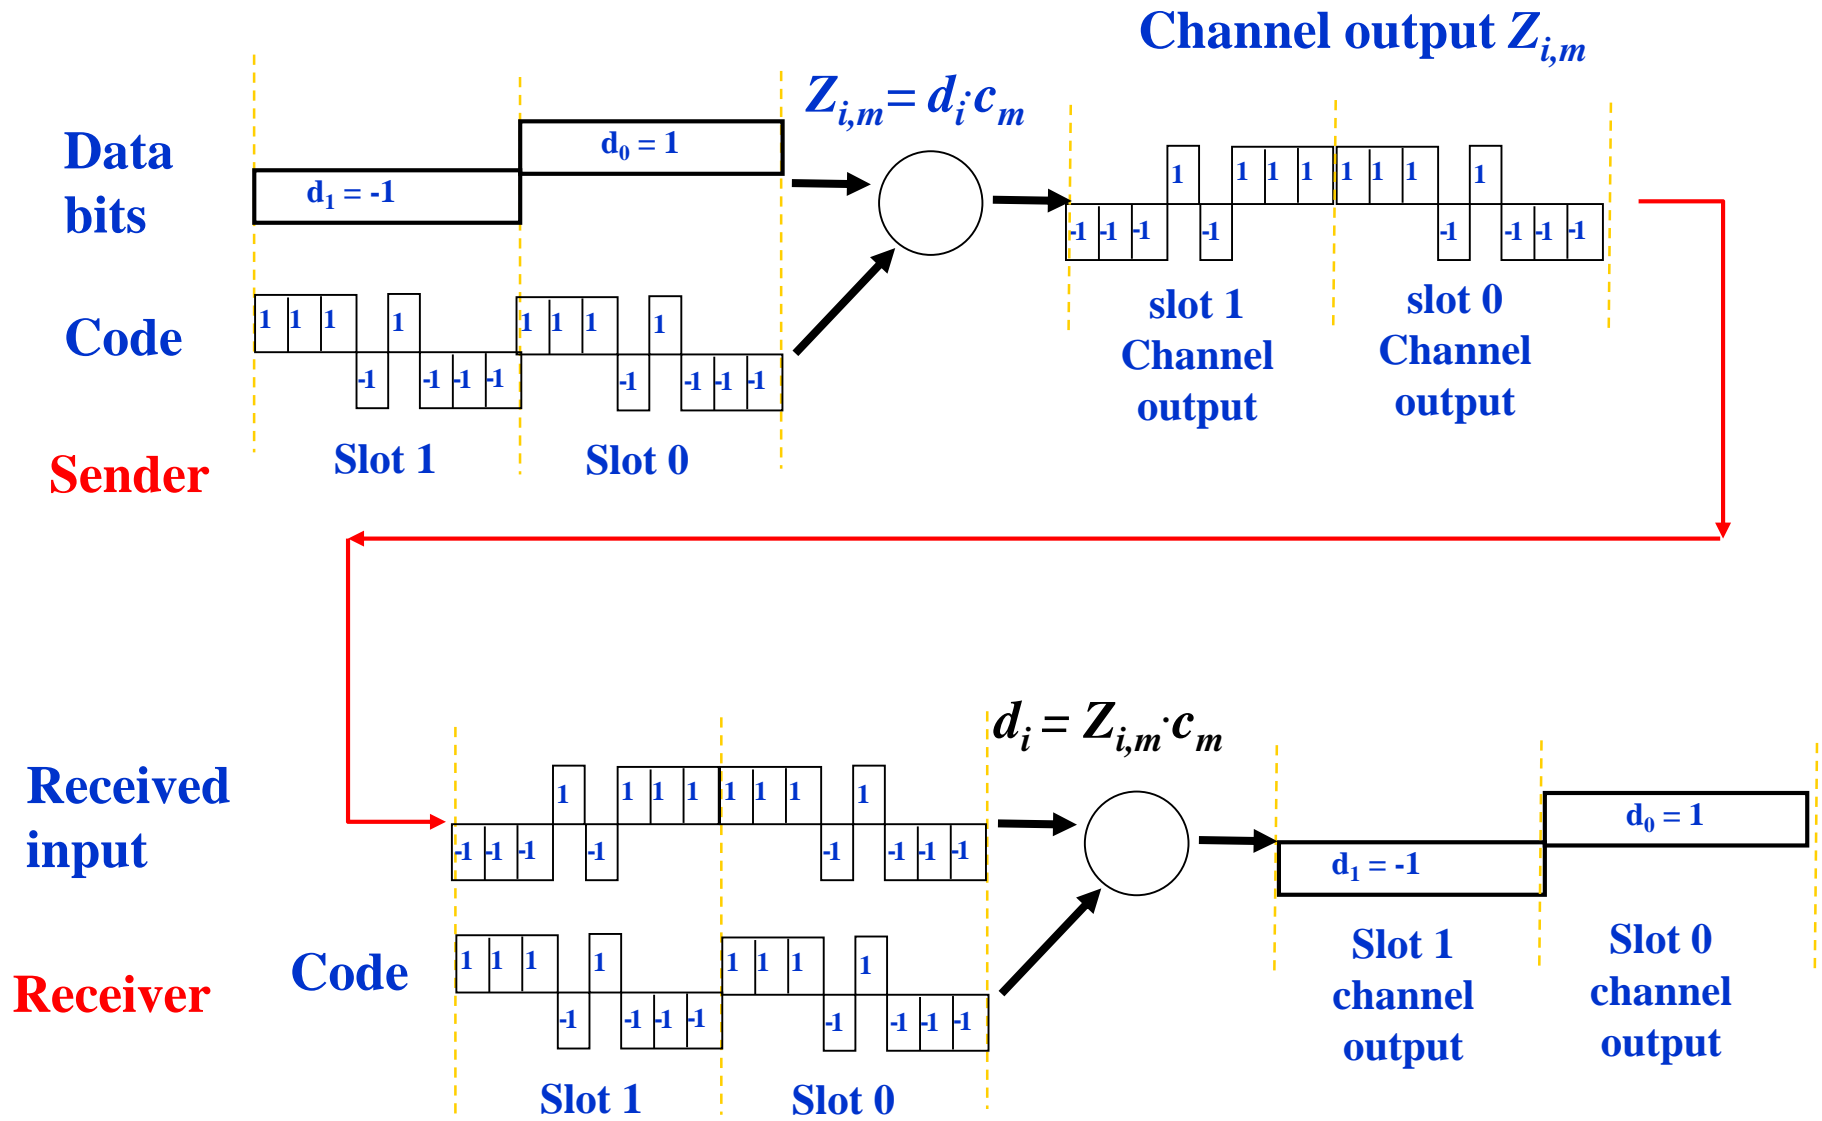 Channel output Z_{i,m}
Z_{i,m}= d_i·c_m
Data
bits
d_0 = 1
d_1 = -1
1 1 1 1 1 1 1 1
-1 -1 -1 -1 -1 -1 -1 -1
Code
1 1 1 1 1 1 1 1
-1 -1 -1 -1 -1 -1 -1 -1
slot 1
Channel
output
slot 0
Channel
output
Sender
Slot 1
Slot 0
d_i = Z_{i,m}·c_m
Received
input
1 1 1 1 1 1 1 1
-1 -1 -1 -1 -1 -1 -1 -1
d_0 = 1
d_1 = -1
Code
1 1 1 1 1 1 1 1
-1 -1 -1 -1 -1 -1 -1 -1
Receiver
Slot 1
channel
output
Slot 0
channel
output
Slot 1
Slot 0